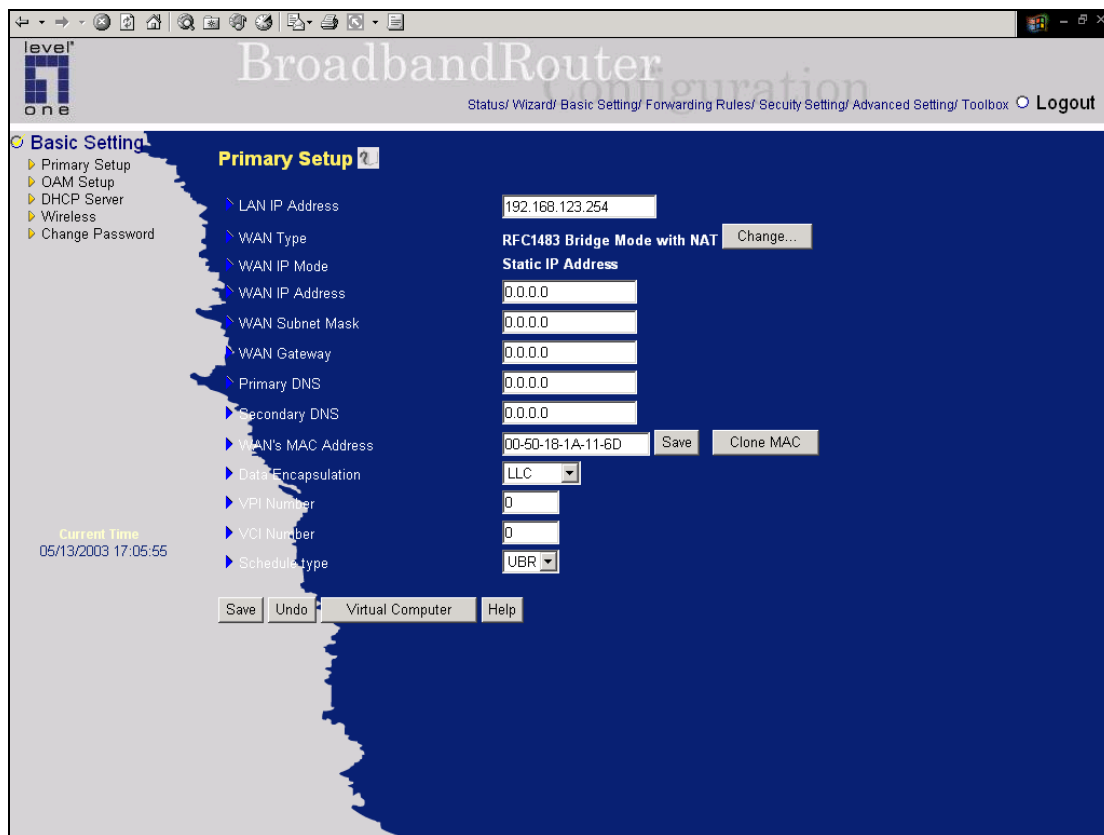 level
one
BroadbandRouter
Configuration
Status/ Wizard/ Basic Setting/ Forwarding Rules/ Secuity Setting/ Advanced Setting/ Toolbox Logout
Basic Setting
Primary Setup
OAM Setup
DHCP Server
Wireless
Change Password
Current Time
05/13/2003 17:05:55
Primary Setup
LAN IP Address 192.168.123.254
WAN Type RFC1483 Bridge Mode with NAT Change...
WAN IP Mode Static IP Address
WAN IP Address 0.0.0.0
WAN Subnet Mask 0.0.0.0
WAN Gateway 0.0.0.0
Primary DNS 0.0.0.0
Secondary DNS 0.0.0.0
WAN's MAC Address 00-50-18-1A-11-6D Save Clone MAC
Data Encapsulation LLC
VPI Number 0
VCI Number 0
Schedule type UBR
Save Undo Virtual Computer Help